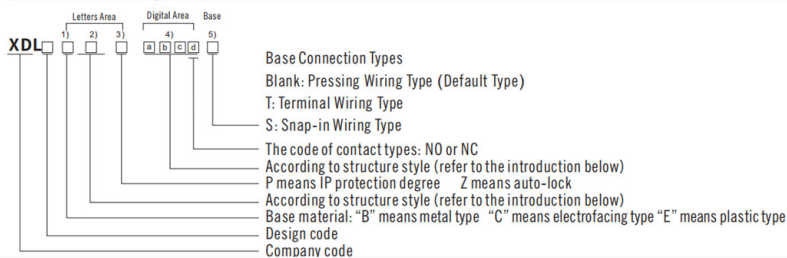 Letters Area Digital Area Base
1) 2) 3) 4) 5)
XDL a b c d
Base Connection Types
Blank: Pressing Wiring Type (Default Type)
T: Terminal Wiring Type
S: Snap-in Wiring Type
The code of contact types: NO or NC
According to structure style (refer to the introduction below)
P means IP protection degree Z means auto-lock
According to structure style (refer to the introduction below)
Base material: “B” means metal type “C” means electrofacing type “E” means plastic type
Design code
Company code